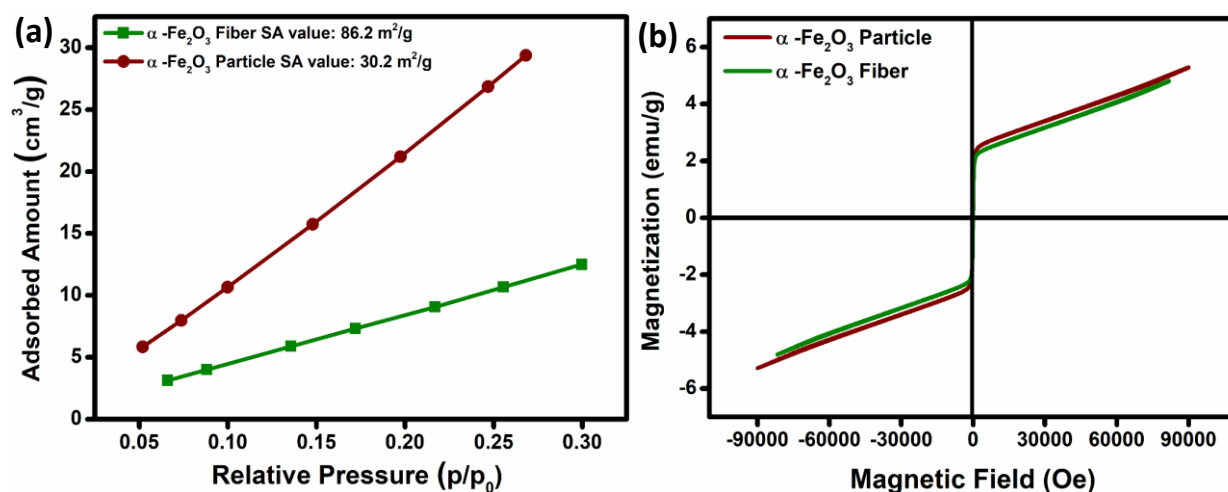 (a)
α -Fe₂O₃ Fiber SA value: 86.2 m²/g
α -Fe₂O₃ Particle SA value: 30.2 m²/g
Adsorbed Amount (cm³/g)
30
25
20
15
10
5
0
0.05 0.10 0.15 0.20 0.25 0.30
Relative Pressure (p/p₀)
(b)
α -Fe₂O₃ Particle
α -Fe₂O₃ Fiber
Magnetization (emu/g)
6
4
2
0
-2
-4
-6
-90000 -60000 -30000 0 30000 60000 90000
Magnetic Field (Oe)